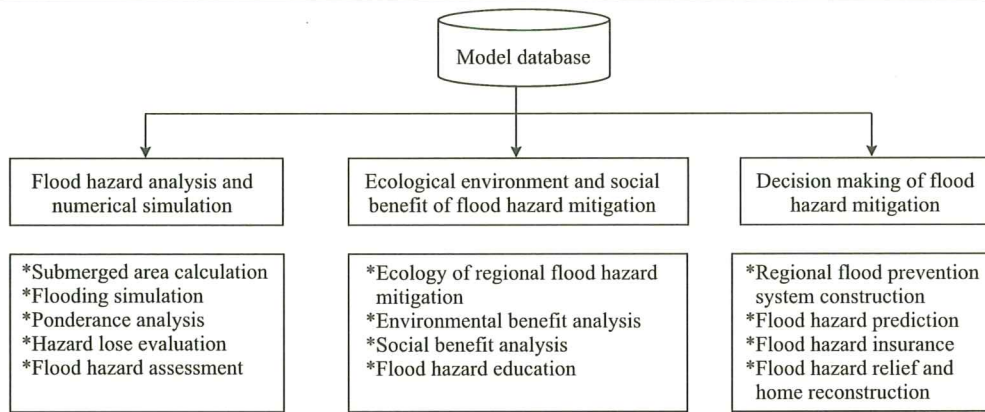 Model database
Flood hazard analysis and
numerical simulation
Ecological environment and social
benefit of flood hazard mitigation
Decision making of flood
hazard mitigation
*Submerged area calculation
*Flooding simulation
*Ponderance analysis
*Hazard lose evaluation
*Flood hazard assessment
*Ecology of regional flood hazard
mitigation
*Environmental benefit analysis
*Social benefit analysis
*Flood hazard education
*Regional flood prevention
system construction
*Flood hazard prediction
*Flood hazard insurance
*Flood hazard relief and
home reconstruction